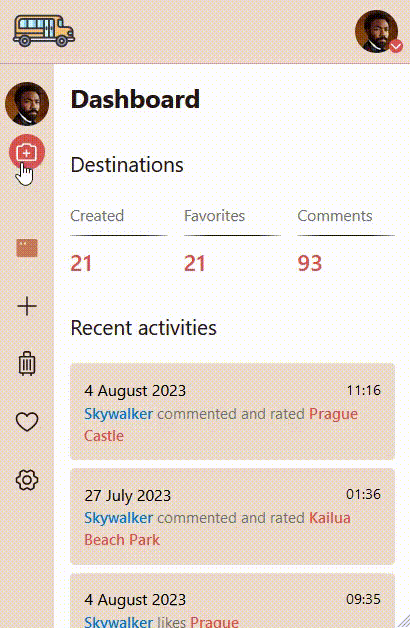 Dashboard
Destinations
Created Favorites Comments
21 21 93
Recent activities
4 August 2023 11:16
Skywalker commented and rated Prague
Castle
27 July 2023 01:36
Skywalker commented and rated Kailua
Beach Park
4 August 2023 09:35
Skywalker likes Prague